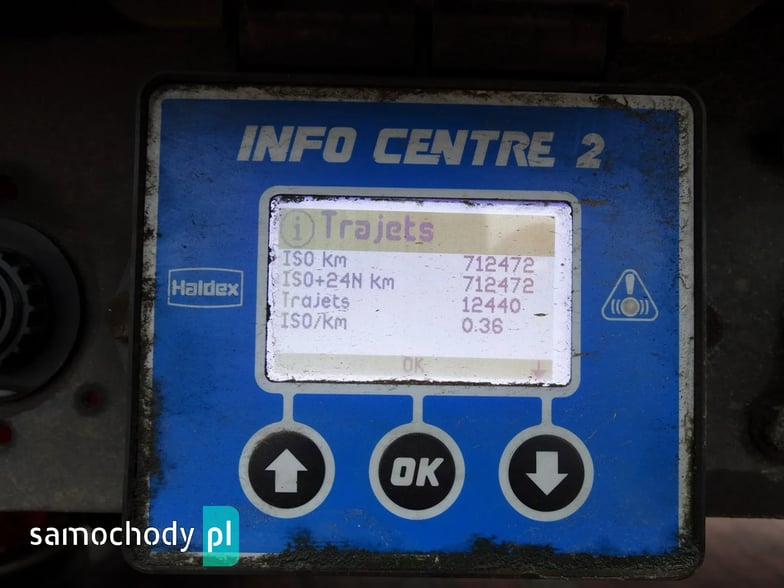 INFO CENTRE 2
i Trajets
ISO Km 712472
ISO+24N Km 712472
Trajets 12440
ISO/Km 0.36
OK
Haldex
OK
samochody pl